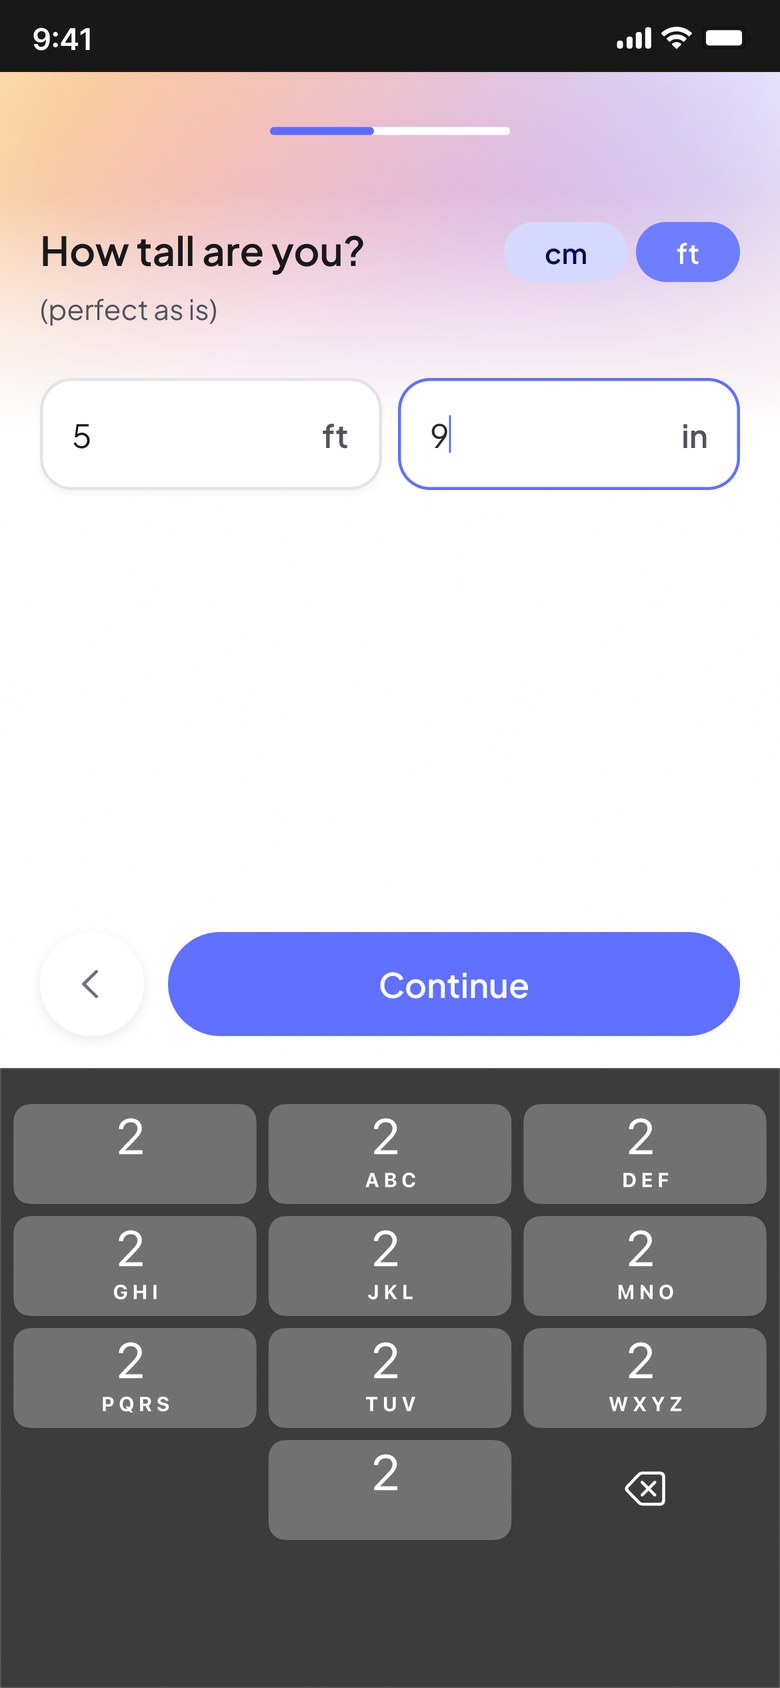 9:41
How tall are you?
cm
ft
(perfect as is)
5 ft
9 in
Continue
2
2
2
ABC
DEF
2
2
2
GHI
JKL
MNO
2
2
2
PQRS
TUV
WXYZ
2